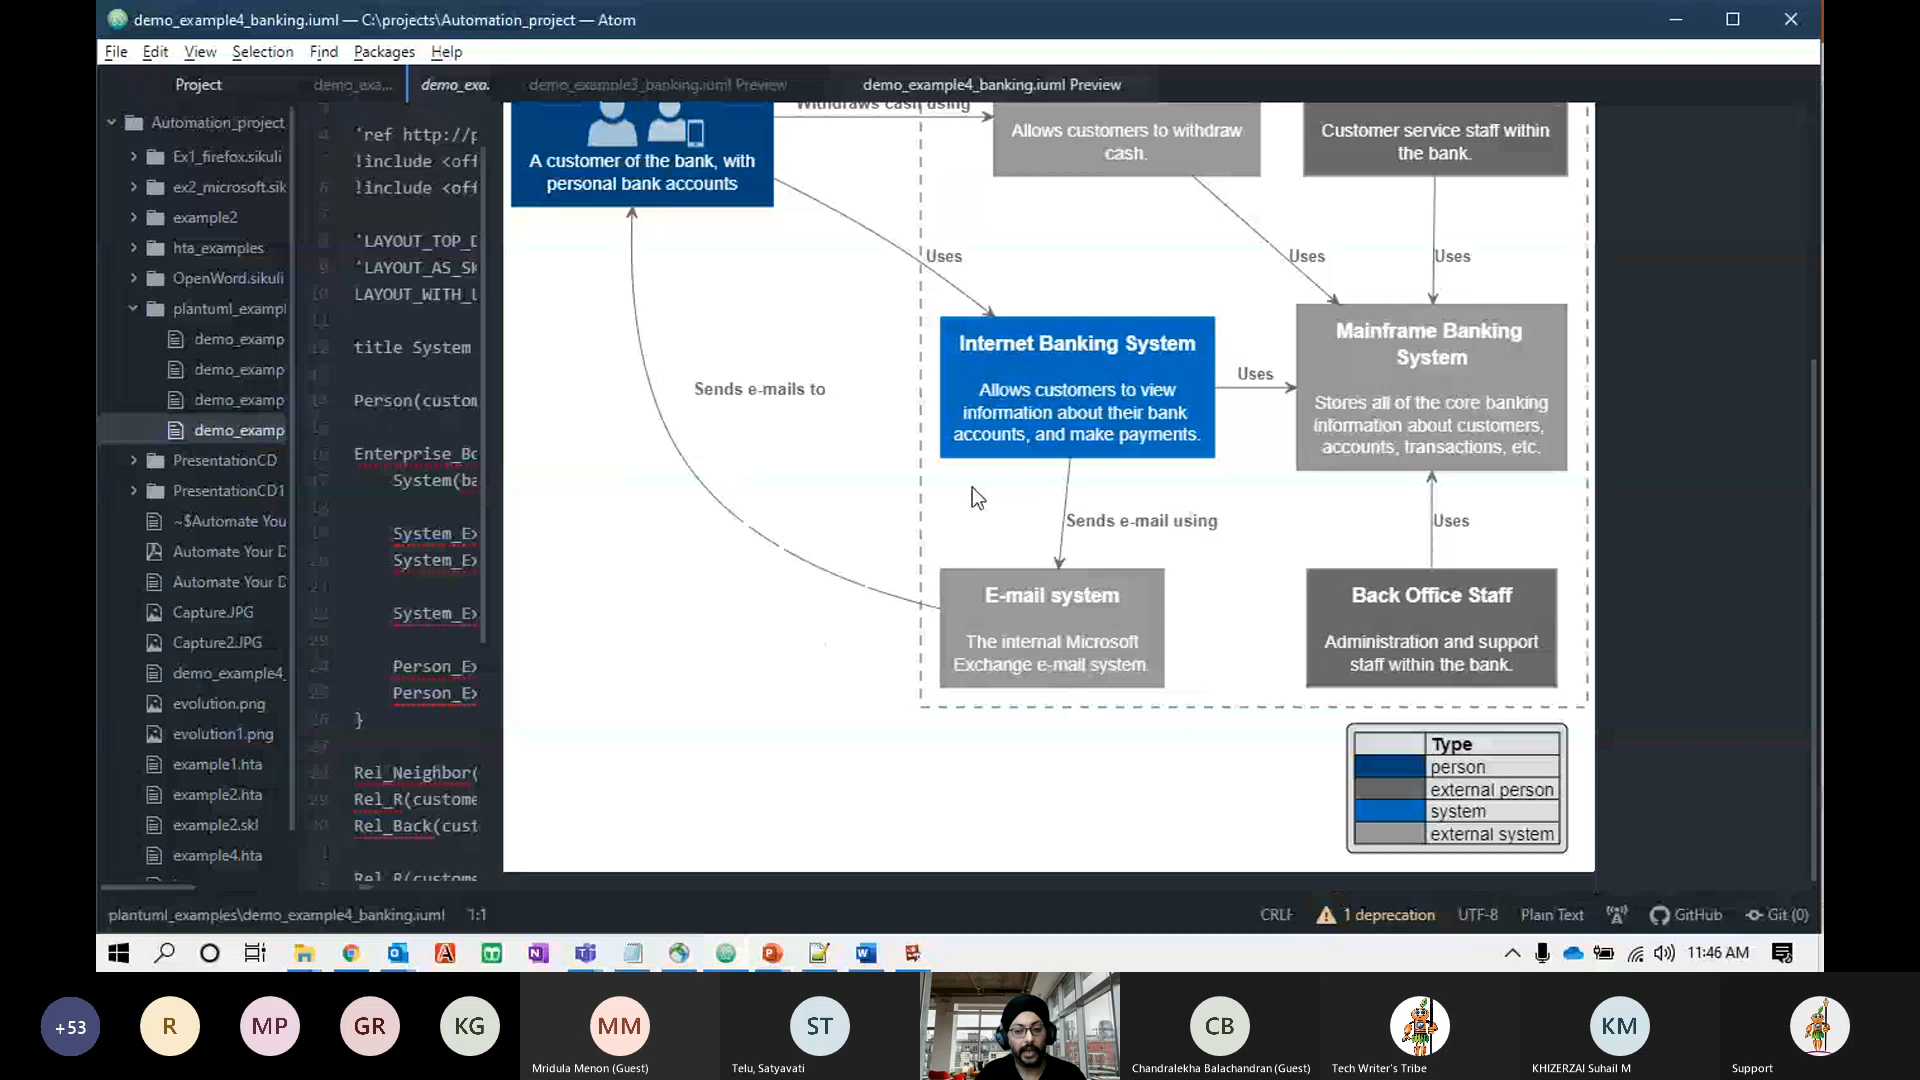 demo_example4_banking.iuml — C:\projects\Automation_project — Atom
File Edit View Selection Find Packages Help
Project
demo_exa...
demo_exa.
demo_example3_banking.iuml Preview
demo_example4_banking.iuml Preview
Automation_project
Ex1_firefox.sikuli
ex2_microsoft.sik
example2
hta_examples
OpenWord.sikuli
plantuml_exampl
demo_examp
demo_examp
demo_examp
demo_examp
PresentationCD
PresentationCD1
~$Automate You
Automate Your D
Automate Your D
Capture.JPG
Capture2.JPG
demo_example4_
evolution.png
evolution1.png
example1.hta
example2.hta
example2.skl
example4.hta
'ref http://p
!include <off
!include <off
'LAYOUT_TOP_D
'LAYOUT_AS_SK
LAYOUT_WITH_L
title System
Person(custom
Enterprise_Bo
System(ba
System_Ex
System_Ex
System_Ex
Person_Ex
Person_Ex
}
Rel_Neighbor(
Rel_R(custome
Rel_Back(cust
Rel_R(custome
A customer of the bank, with
personal bank accounts
Withdraws cash using
Allows customers to withdraw
cash.
Customer service staff within
the bank.
Uses
Uses
Uses
Internet Banking System
Allows customers to view
information about their bank
accounts, and make payments.
Uses
Mainframe Banking
System
Stores all of the core banking
information about customers,
accounts, transactions, etc.
Sends e-mails to
Sends e-mail using
Uses
E-mail system
The internal Microsoft
Exchange e-mail system.
Back Office Staff
Administration and support
staff within the bank.
Type
person
external person
system
external system
plantuml_examples\demo_example4_banking.iuml 1:1
CRLF 1 deprecation UTF-8 Plain Text GitHub Git (0)
11:46 AM
+53
R
MP
GR
KG
MM
Mridula Menon (Guest)
ST
Telu, Satyavati
CB
Chandralekha Balachandran (Guest)
Tech Writer's Tribe
KM
KHIZERZAI Suhail M
Support